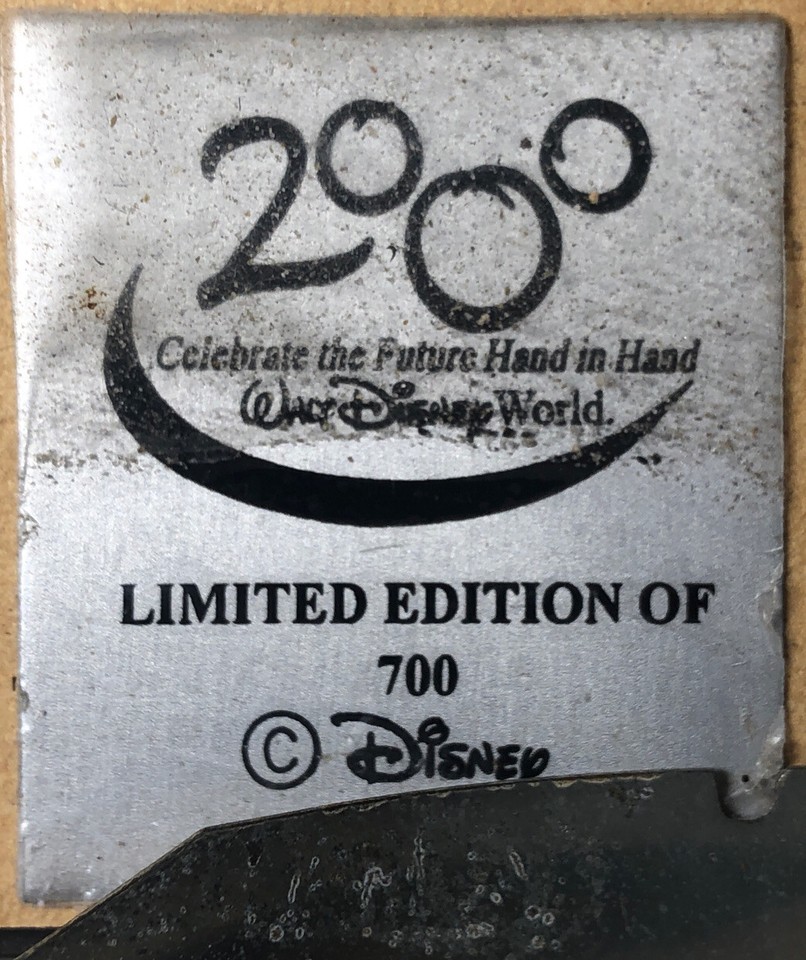 2000
Celebrate the Future Hand in Hand
Walt Disney World.
LIMITED EDITION OF
700
© Disney